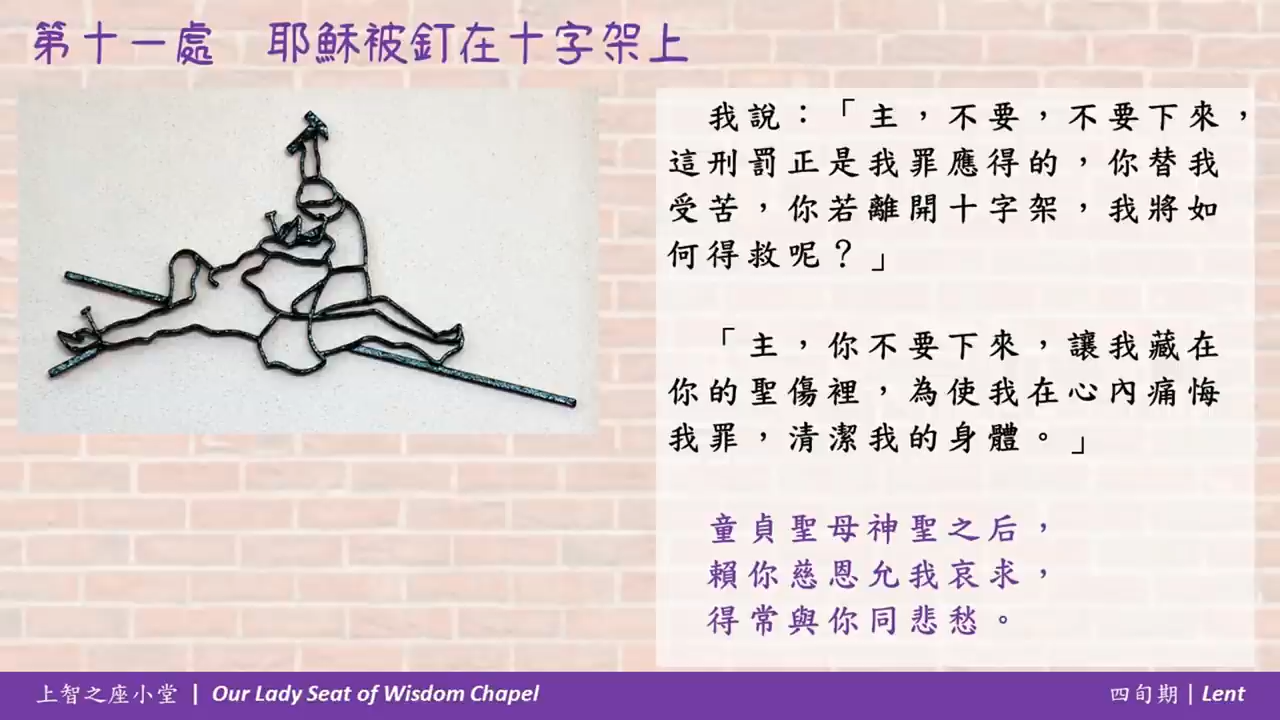 第十一處　耶穌被釘在十字架上
我說：「主，不要，不要下來，
這刑罰正是我罪應得的，你替我
受苦，你若離開十字架，我將如
何得救呢？」
「主，你不要下來，讓我藏在
你的聖傷裡，為使我在心內痛悔
我罪，清潔我的身體。」
童貞聖母神聖之后，
賴你慈恩允我哀求，
得常與你同悲愁。
上智之座小堂 | Our Lady Seat of Wisdom Chapel
四旬期 | Lent